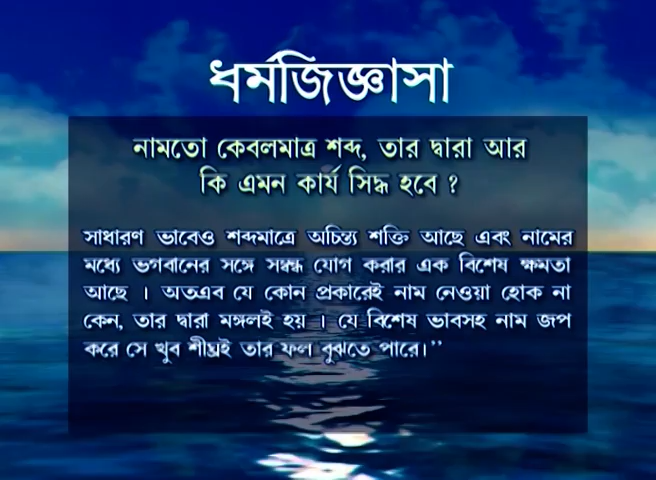 ধর্মজিজ্ঞাসা
নামতো কেবলমাত্র শব্দ, তার দ্বারা আর
কি এমন কার্য সিদ্ধ হবে ?
সাধারণ ভাবেও শব্দমাত্রে অচিন্ত্য শক্তি আছে এবং নামের
মধ্যে ভগবানের সঙ্গে সম্বন্ধ যোগ করার এক বিশেষ ক্ষমতা
আছে । অতএব যে কোন প্রকারেই নাম নেওয়া হোক না
কেন, তার দ্বারা মঙ্গলই হয় । যে বিশেষ ভাবসহ নাম জপ
করে সে খুব শীঘ্রই তার ফল বুঝতে পারে।”